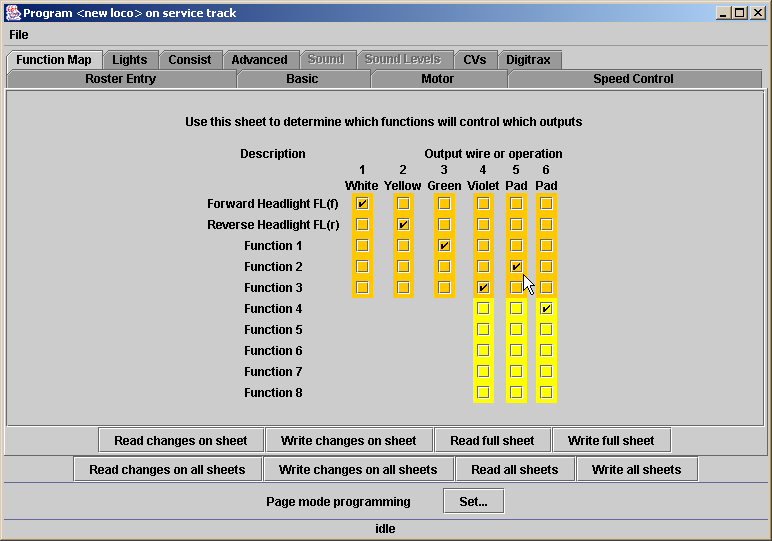 Program <new loco> on service track
File
Function Map Lights Consist Advanced Sound Sound Levels CVs Digitrax
Roster Entry Basic Motor Speed Control
Use this sheet to determine which functions will control which outputs
Description Output wire or operation
1 2 3 4 5 6
White Yellow Green Violet Pad Pad
Forward Headlight FL(f)
Reverse Headlight FL(r)
Function 1
Function 2
Function 3
Function 4
Function 5
Function 6
Function 7
Function 8
Read changes on sheet Write changes on sheet Read full sheet Write full sheet
Read changes on all sheets Write changes on all sheets Read all sheets Write all sheets
Page mode programming Set...
idle